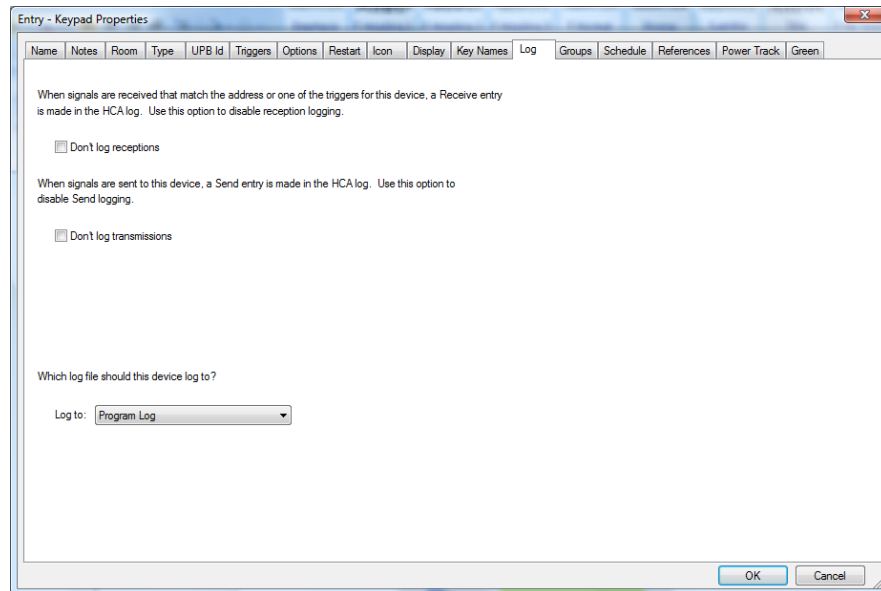 Entry - Keypad Properties
Name Notes Room Type UPB Id Triggers Options Restart Icon Display Key Names Log Groups Schedule References Power Track Green
When signals are received that match the address or one of the triggers for this device, a Receive entry
is made in the HCA log. Use this option to disable reception logging.
Don't log receptions
When signals are sent to this device, a Send entry is made in the HCA log. Use this option to
disable Send logging.
Don't log transmissions
Which log file should this device log to?
Log to: Program Log
OK Cancel